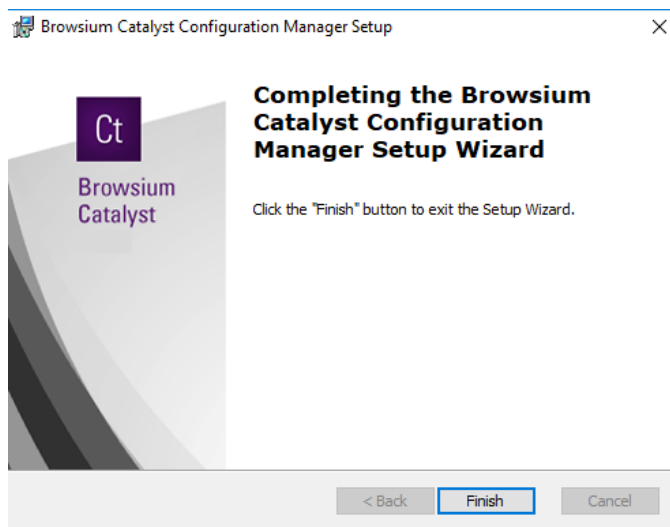 Browsium Catalyst Configuration Manager Setup
Completing the Browsium
Catalyst Configuration
Manager Setup Wizard
Ct
Browsium
Catalyst
Click the "Finish" button to exit the Setup Wizard.
< Back
Finish
Cancel